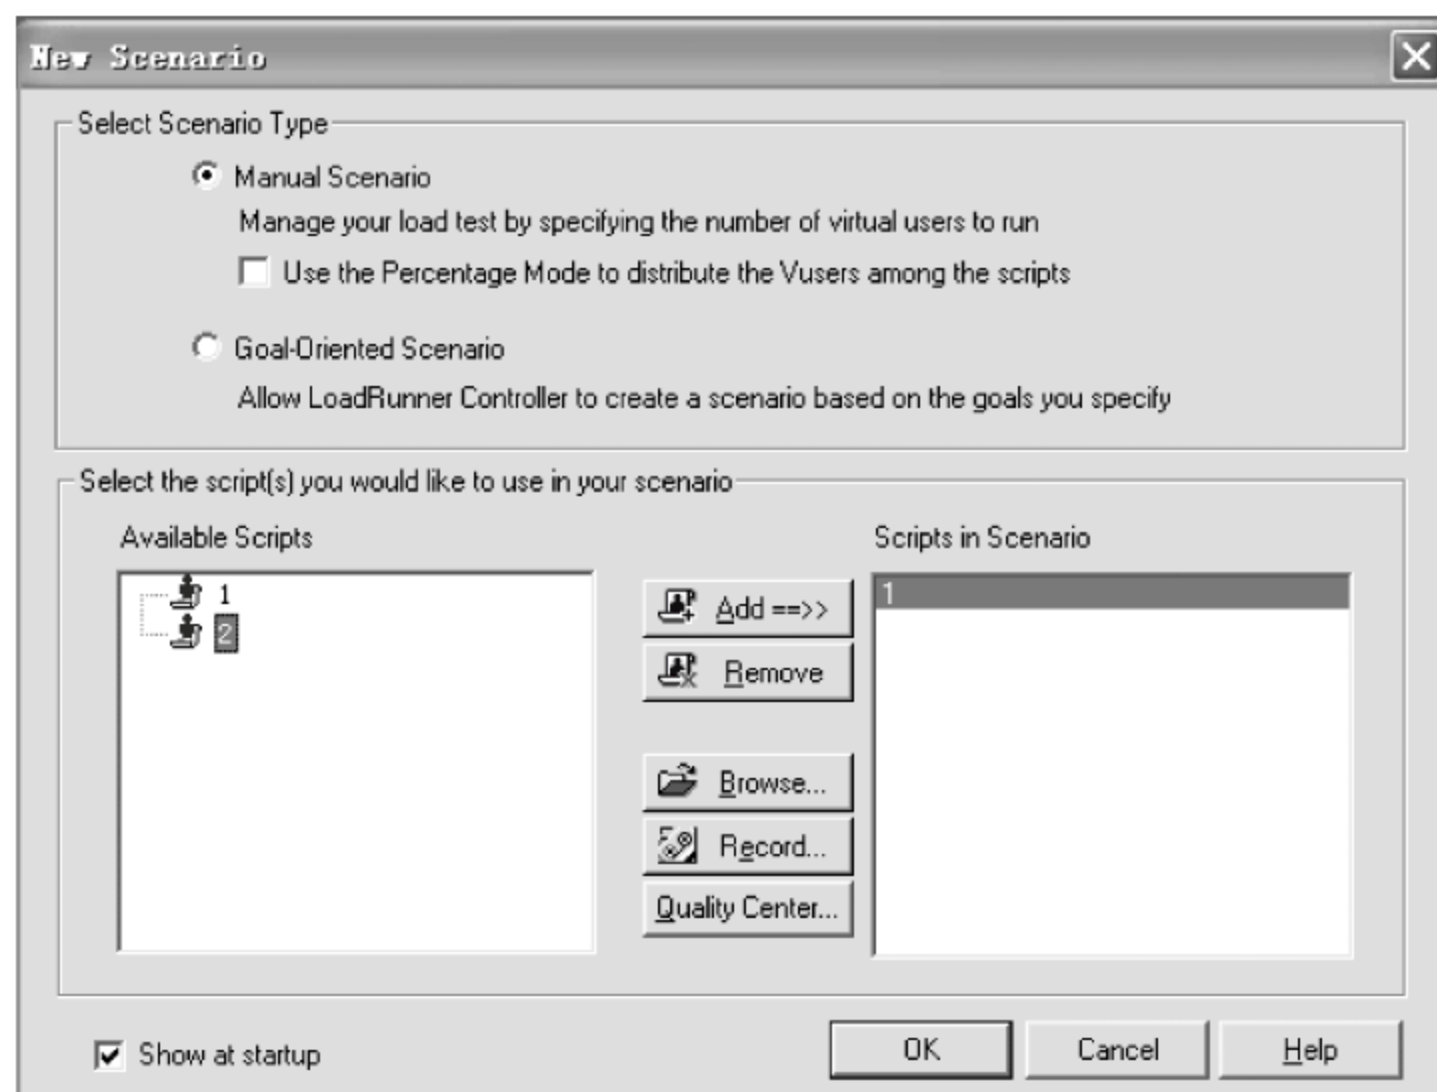 New Scenario
Select Scenario Type
Manual Scenario
Manage your load test by specifying the number of virtual users to run
Use the Percentage Mode to distribute the Vusers among the scripts
Goal-Oriented Scenario
Allow LoadRunner Controller to create a scenario based on the goals you specify
Select the script(s) you would like to use in your scenario
Available Scripts
Scripts in Scenario
1
2
Add ==>>
Remove
Browse...
Record...
Quality Center...
1
Show at startup
OK
Cancel
Help